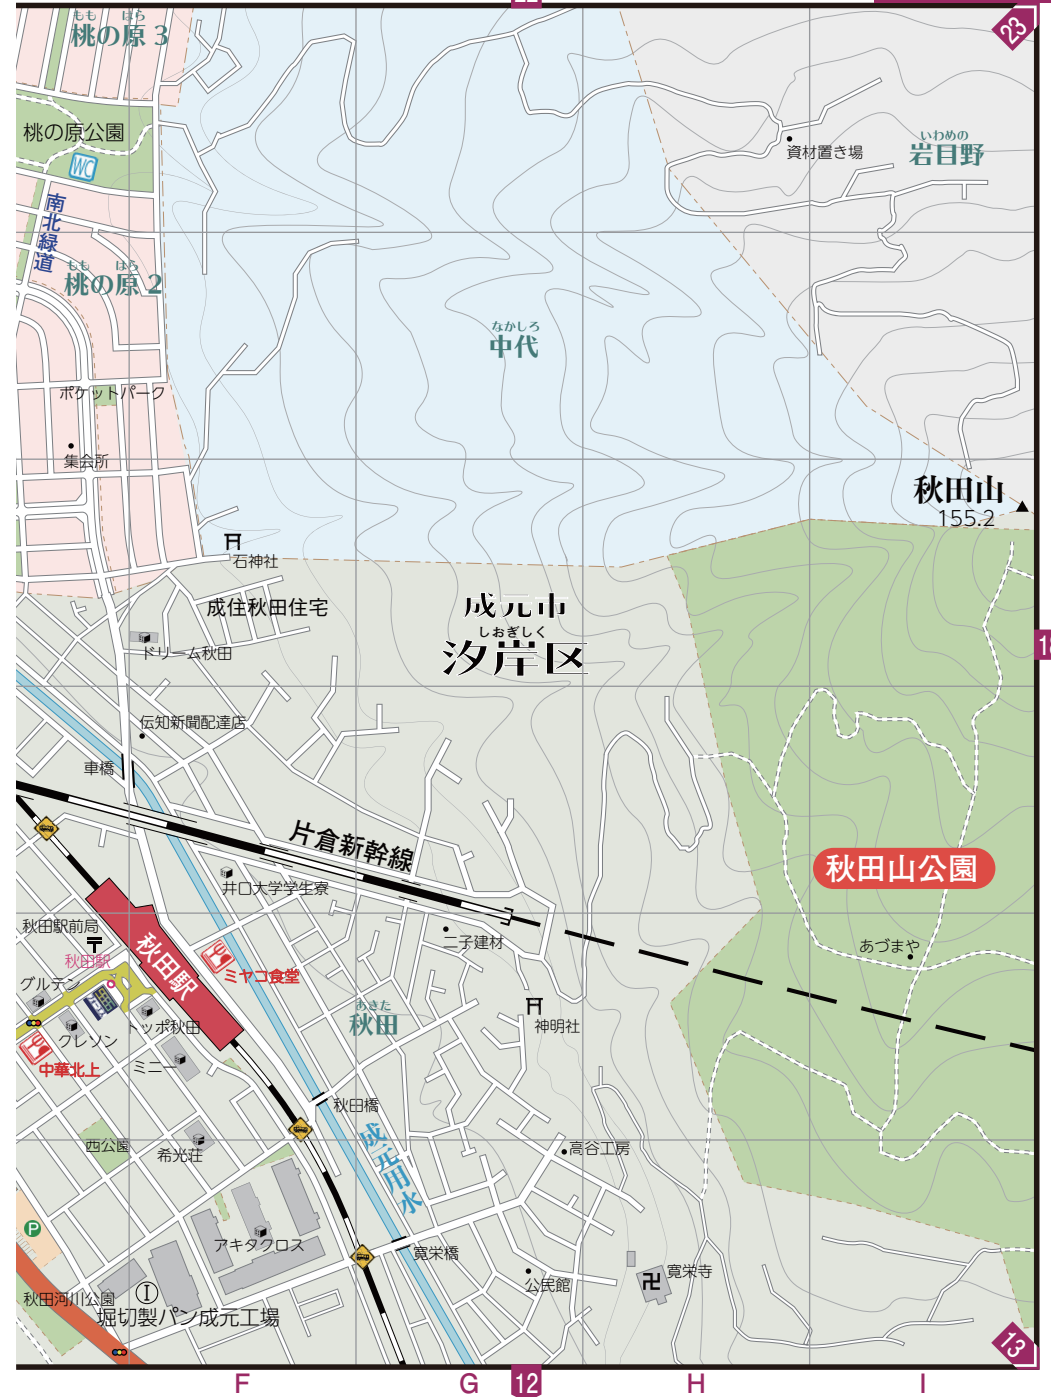 もも はら
桃の原 3
23
桃の原公園
WC
資材置き場
いわめの
岩目野
南北緑道
もも はら
桃の原 2
なかしろ
中代
ポケットパーク
集会所
秋田山
155.2
石神社
成住秋田住宅
成元市
しおぎしく
汐岸区
ドリーム秋田
伝知新聞配達店
車橋
片倉新幹線
井口大学学生寮
秋田山公園
秋田駅前局
秋田駅
秋田駅
ミヤコ食堂
二子建材
あづまや
グルテン
クレソン
トッポ秋田
あきた
秋田
神明社
中華北上
ミニー
秋田橋
成元用水
西公園
希光荘
高谷工房
P
アキタクロス
寛栄橋
公民館
卍
寛栄寺
秋田河川公園
I
堀切製パン成元工場
13
F
G
12
H
I